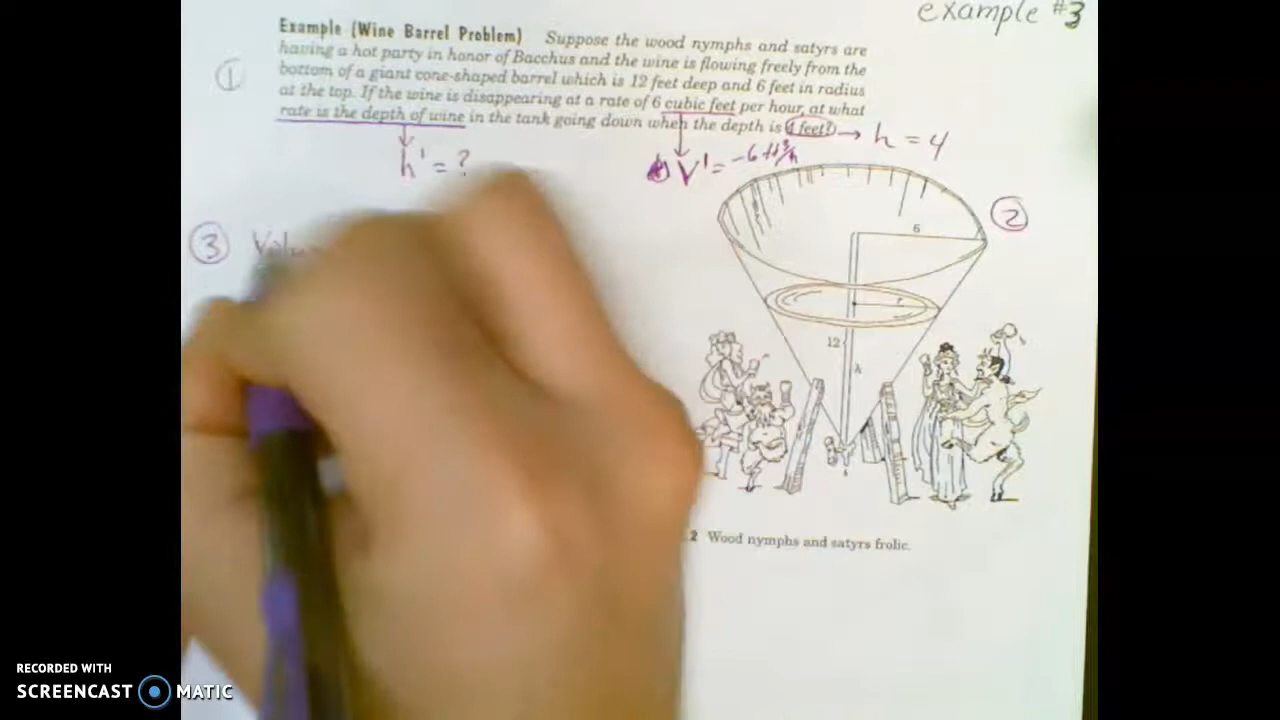 example #3
Example (Wine Barrel Problem) Suppose the wood nymphs and satyrs are
having a hot party in honor of Bacchus and the wine is flowing freely from the
bottom of a giant cone-shaped barrel which is 12 feet deep and 6 feet in radius
at the top. If the wine is disappearing at a rate of 6 cubic feet per hour, at what
rate is the depth of wine in the tank going down when the depth is 4 feet? → h = 4
①
h' = ?
V' = -6 ft³/h
②
③
6
r
12
h
2 Wood nymphs and satyrs frolic.
RECORDED WITH
SCREENCAST MATIC